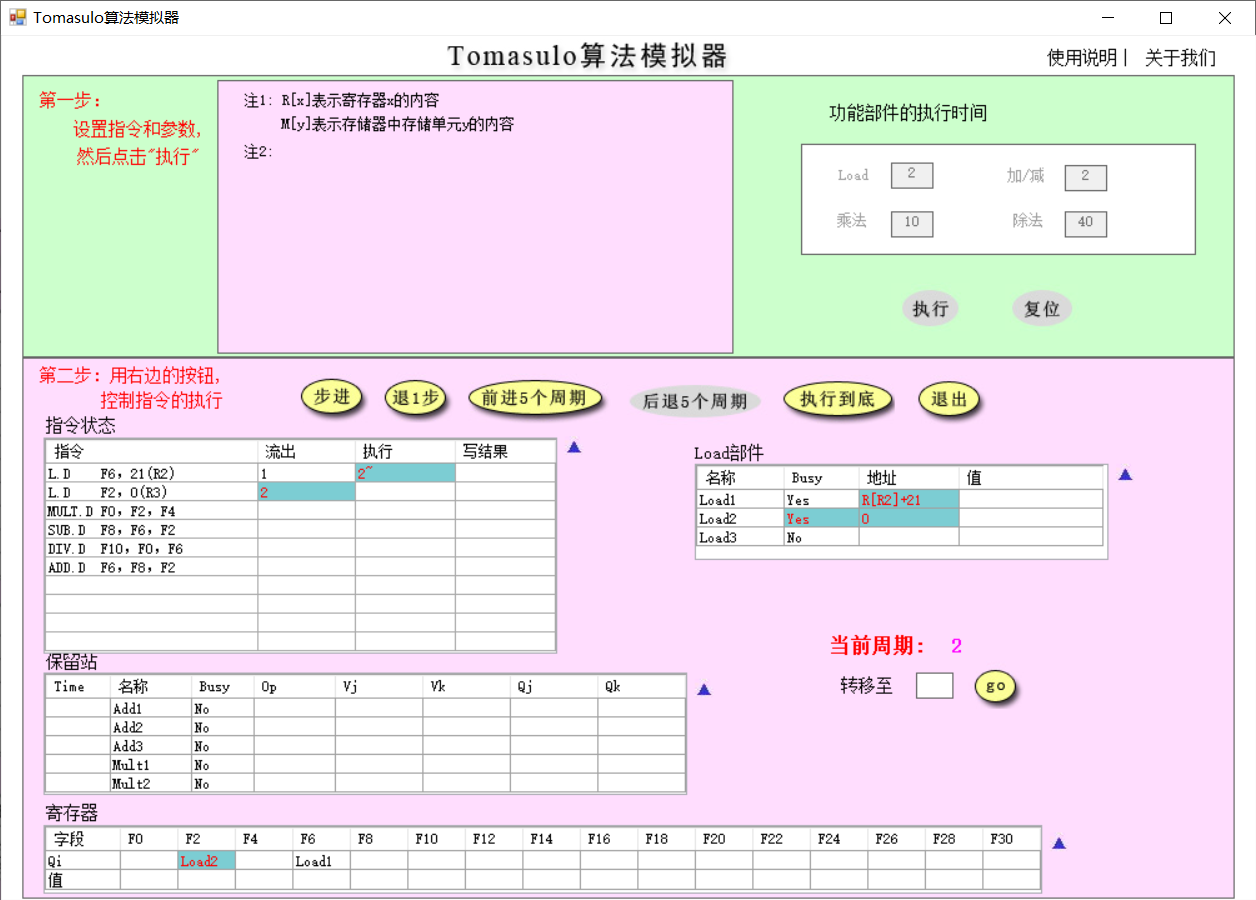 Tomasulo算法模拟器
Tomasulo算法模拟器
使用说明| 关于我们
第一步：
设置指令和参数，
然后点击"执行"
注1: R[x]表示寄存器x的内容
M[y]表示存储器中存储单元y的内容
注2:
功能部件的执行时间
Load 2 加/减 2
乘法 10 除法 40
执行 复位
第二步：用右边的按钮，
控制指令的执行
步进 退1步 前进5个周期 后退5个周期 执行到底 退出
指令状态
指令 流出 执行 写结果
L.D F6, 21(R2) 1 2~
L.D F2, 0(R3) 2
MULT.D F0, F2, F4
SUB.D F8, F6, F2
DIV.D F10, F0, F6
ADD.D F6, F8, F2
Load部件
名称 Busy 地址 值
Load1 Yes R[R2]+21
Load2 Yes 0
Load3 No
当前周期： 2
转移至 go
保留站
Time 名称 Busy Op Vj Vk Qj Qk
Add1 No
Add2 No
Add3 No
Mult1 No
Mult2 No
寄存器
字段 F0 F2 F4 F6 F8 F10 F12 F14 F16 F18 F20 F22 F24 F26 F28 F30
Qi Load2 Load1
值